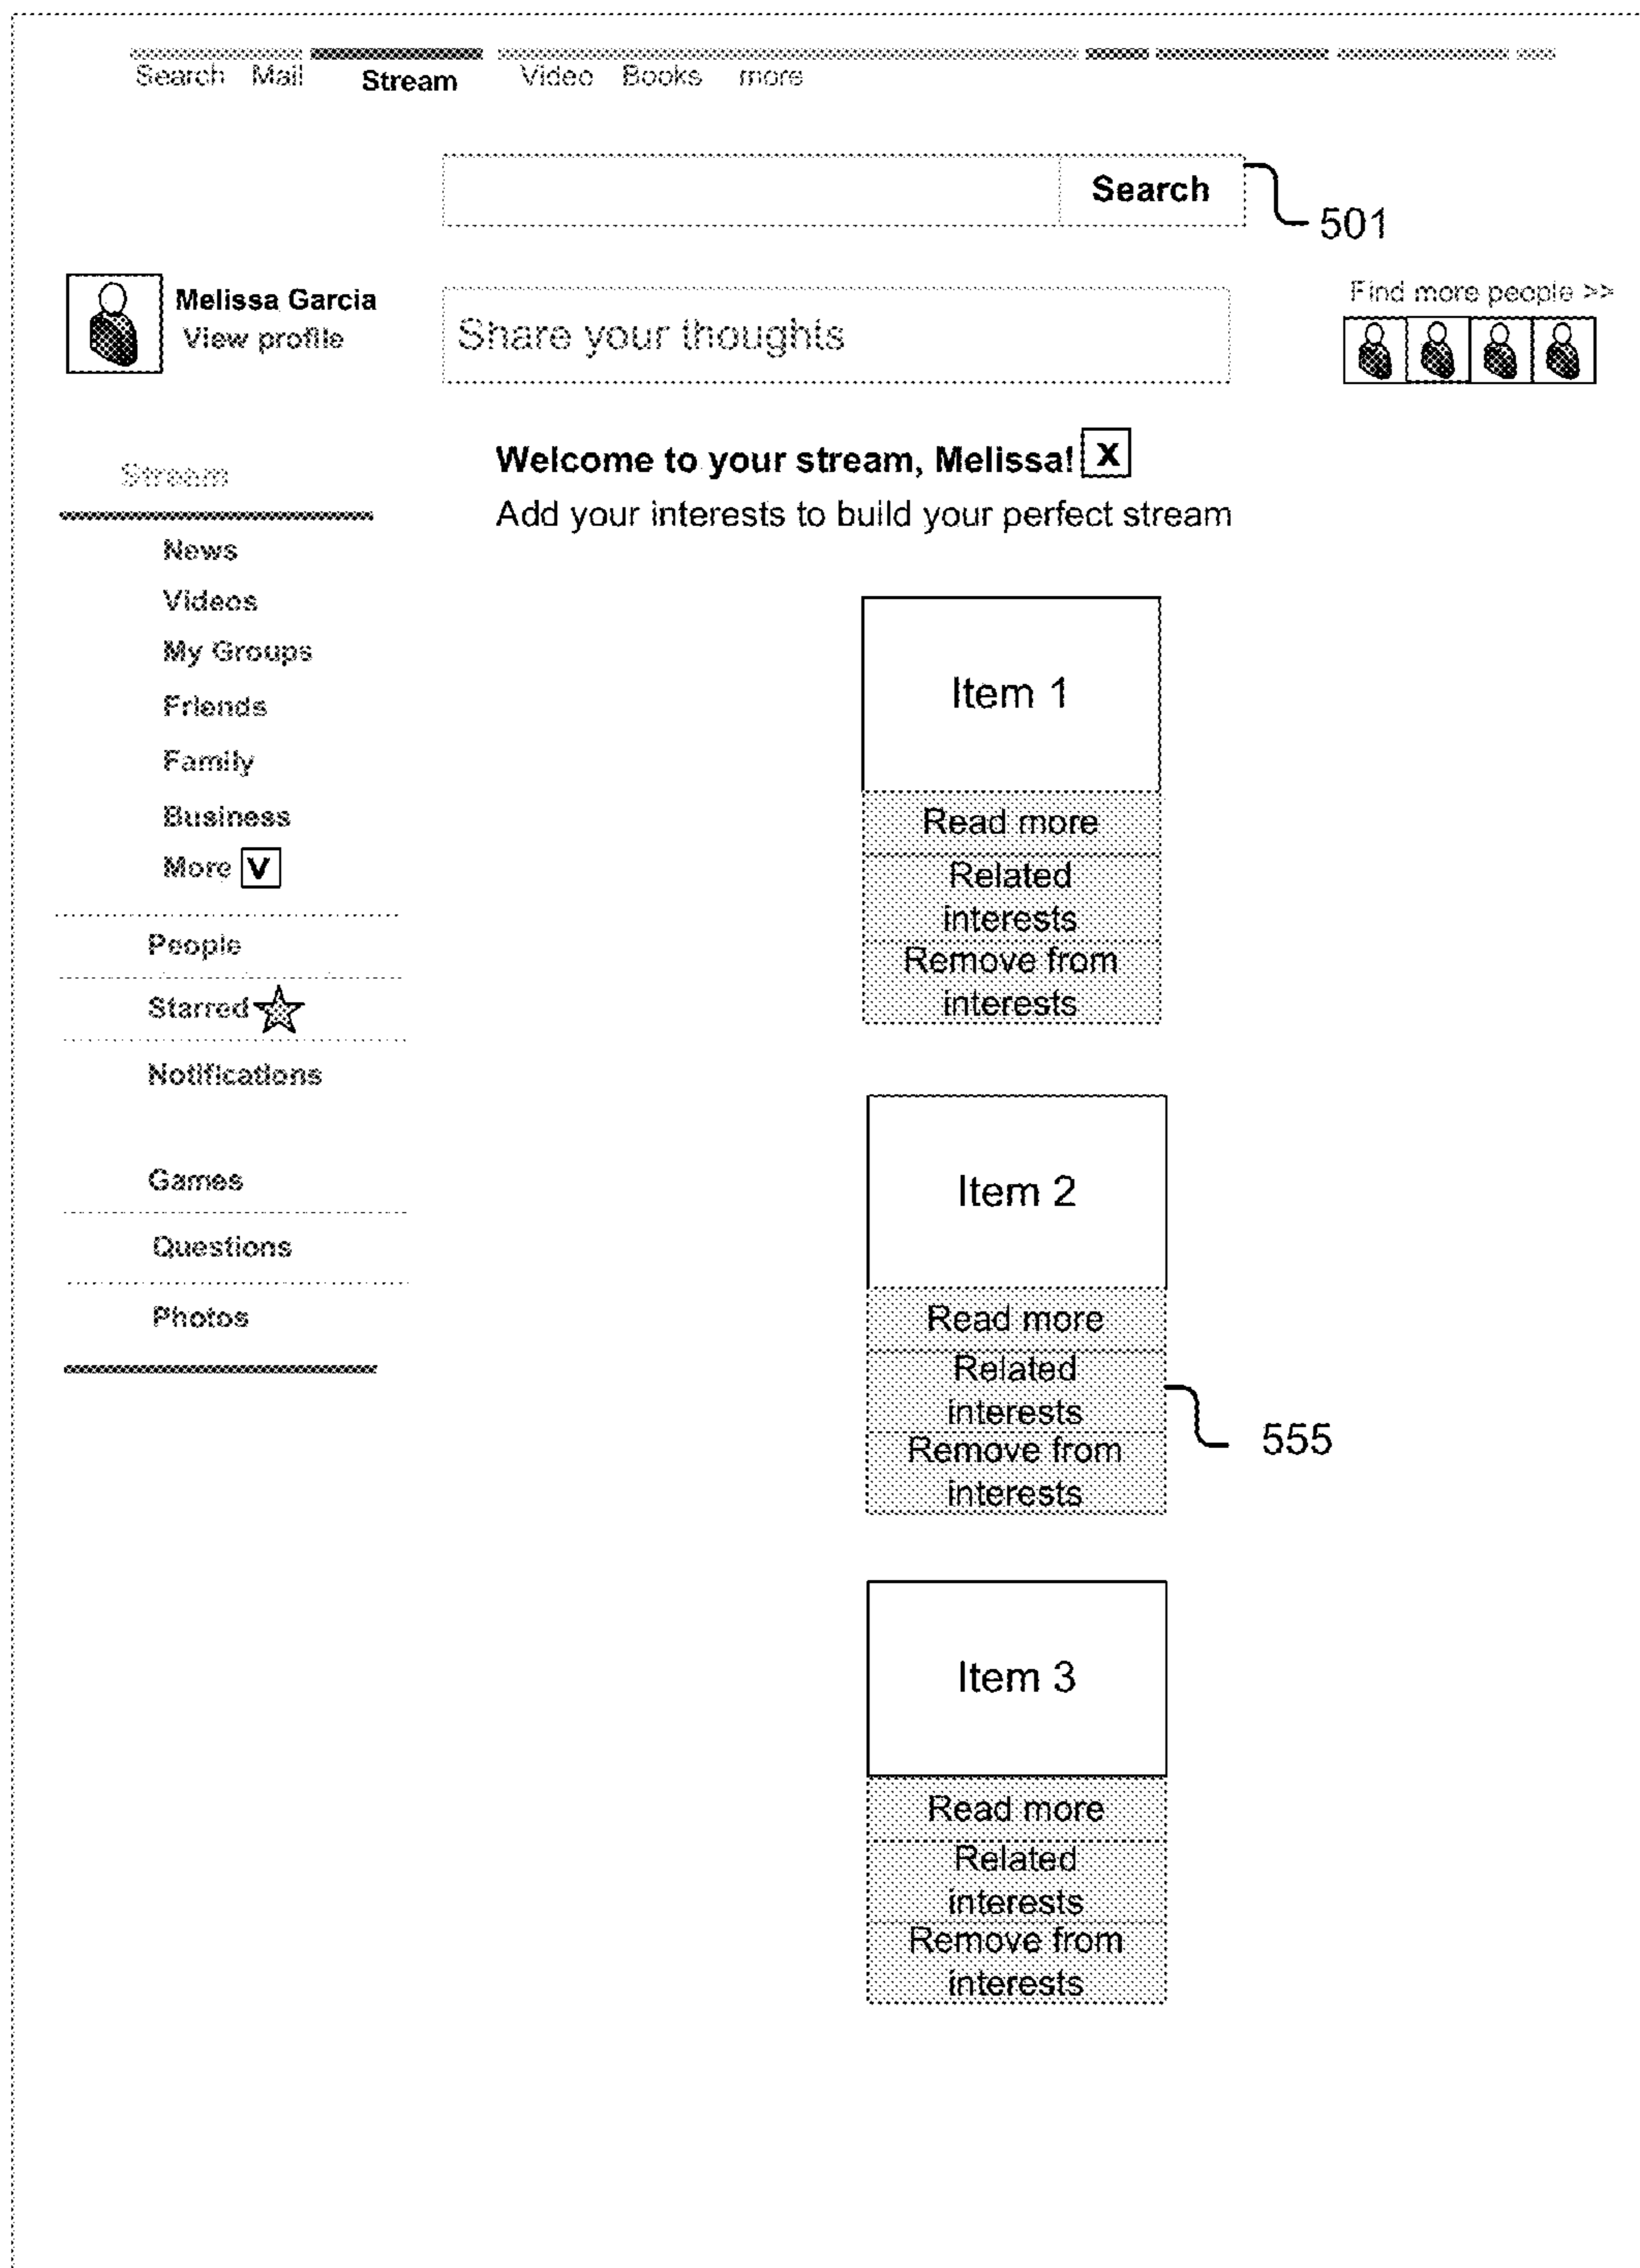 Search Mail Stream Video Books more
Search
501
Melissa Garcia
View profile
Share your thoughts
Find more people >>
Welcome to your stream, Melissa! X
Add your interests to build your perfect stream
Stream
News
Videos
My Groups
Friends
Family
Business
More V
People
Starred
Notifications
Games
Questions
Photos
Item 1
Read more
Related
interests
Remove from
interests
Item 2
Read more
Related
interests
Remove from
interests
555
Item 3
Read more
Related
interests
Remove from
interests